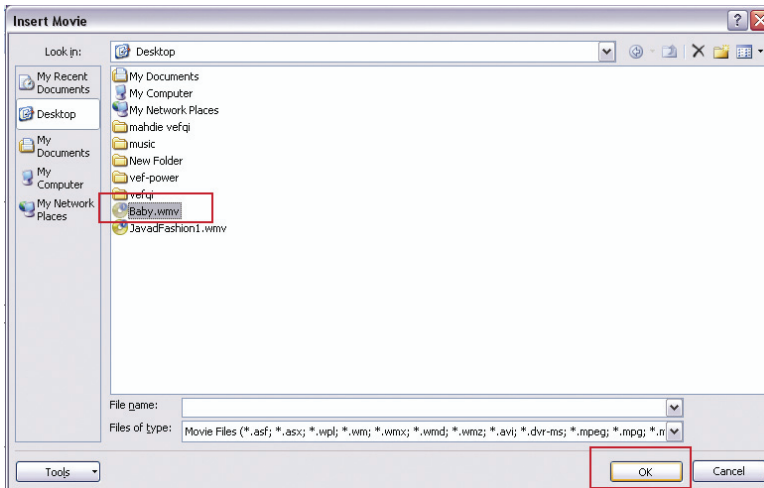 Insert Movie
Look in:
Desktop
My Recent
Documents
Desktop
My
Documents
My
Computer
My Network
Places
My Documents
My Computer
My Network Places
mahdie vefqi
music
New Folder
vef-power
vefqi
Baby.wmv
JavadFashion1.wmv
File name:
Files of type:
Movie Files (*.asf; *.asx; *.wpl; *.wm; *.wmx; *.wmd; *.wmz; *.avi; *.dvr-ms; *.mpeg; *.mpg;
Tools
OK
Cancel